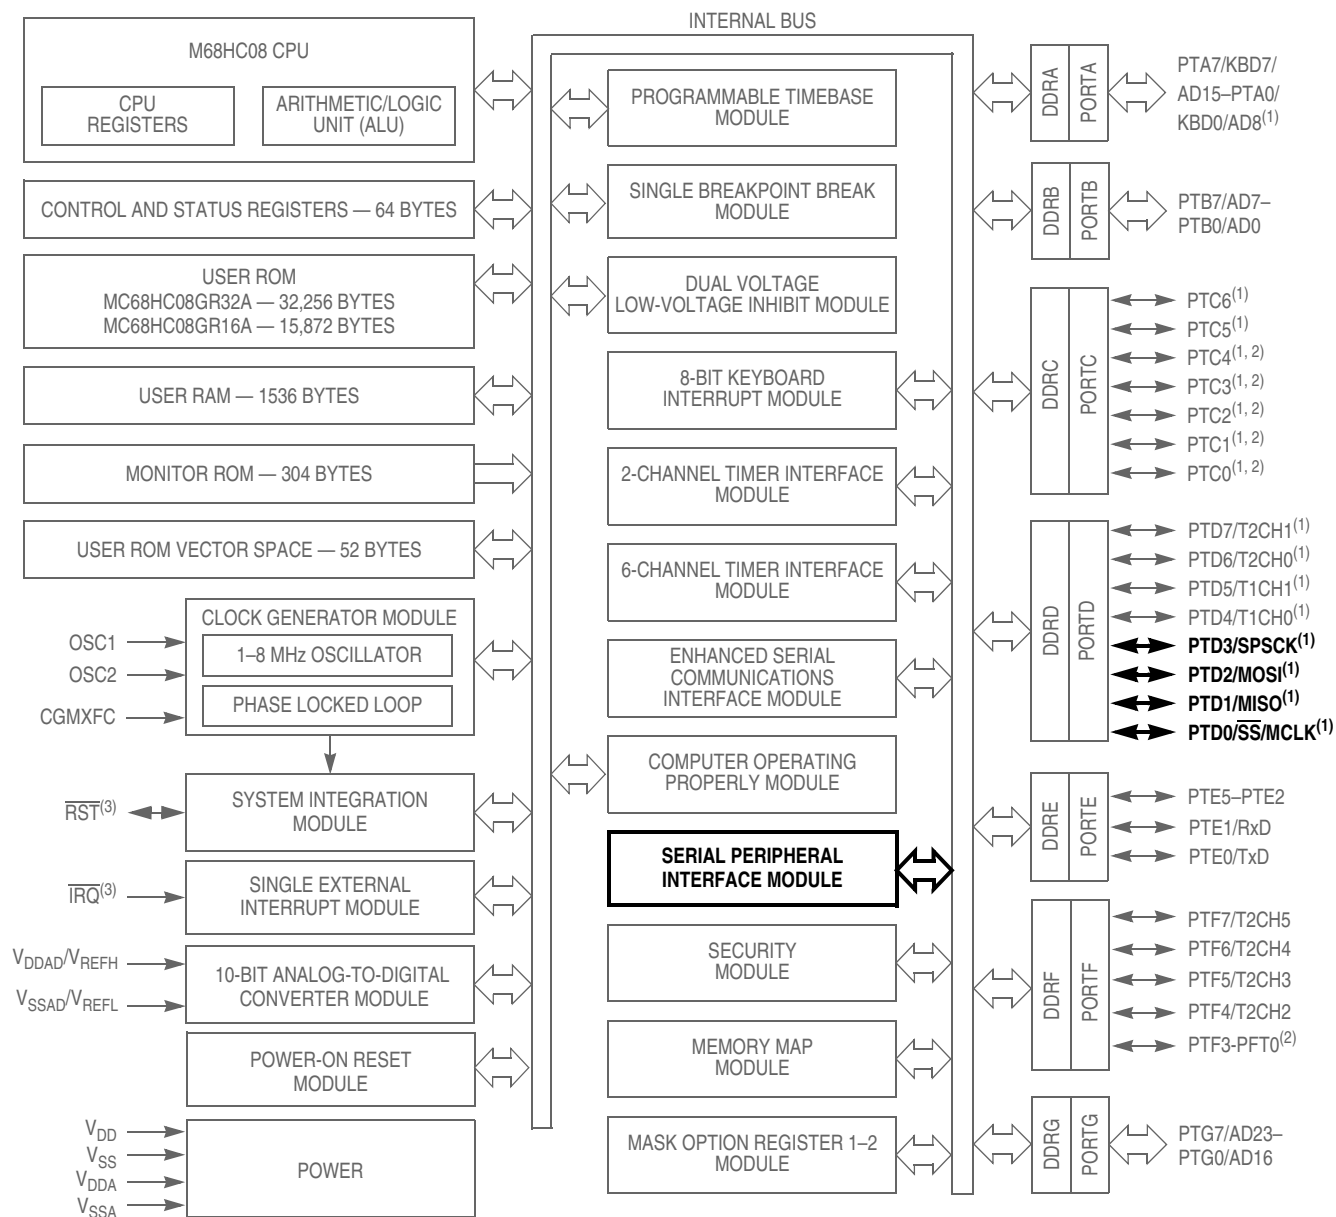 INTERNAL BUS
M68HC08 CPU
CPU
REGISTERS
ARITHMETIC/LOGIC
UNIT (ALU)
CONTROL AND STATUS REGISTERS — 64 BYTES
USER ROM
MC68HC08GR32A — 32,256 BYTES
MC68HC08GR16A — 15,872 BYTES
USER RAM — 1536 BYTES
MONITOR ROM — 304 BYTES
USER ROM VECTOR SPACE — 52 BYTES
CLOCK GENERATOR MODULE
1–8 MHz OSCILLATOR
PHASE LOCKED LOOP
OSC1
OSC2
CGMXFC
SYSTEM INTEGRATION
MODULE
RST(3)
SINGLE EXTERNAL
INTERRUPT MODULE
IRQ(3)
10-BIT ANALOG-TO-DIGITAL
CONVERTER MODULE
VDDAD/VREFH
VSSAD/VREFL
POWER-ON RESET
MODULE
POWER
VDD
VSS
VDDA
VSSA
PROGRAMMABLE TIMEBASE
MODULE
SINGLE BREAKPOINT BREAK
MODULE
DUAL VOLTAGE
LOW-VOLTAGE INHIBIT MODULE
8-BIT KEYBOARD
INTERRUPT MODULE
2-CHANNEL TIMER INTERFACE
MODULE
6-CHANNEL TIMER INTERFACE
MODULE
ENHANCED SERIAL
COMMUNICATIONS
INTERFACE MODULE
COMPUTER OPERATING
PROPERLY MODULE
SERIAL PERIPHERAL
INTERFACE MODULE
SECURITY
MODULE
MEMORY MAP
MODULE
MASK OPTION REGISTER 1–2
MODULE
DDRA
PORTA
PTA7/KBD7/
AD15–PTA0/
KBD0/AD8(1)
DDRB
PORTB
PTB7/AD7–
PTB0/AD0
DDRC
PORTC
PTC6(1)
PTC5(1)
PTC4(1, 2)
PTC3(1, 2)
PTC2(1, 2)
PTC1(1, 2)
PTC0(1, 2)
DDRD
PORTD
PTD7/T2CH1(1)
PTD6/T2CH0(1)
PTD5/T1CH1(1)
PTD4/T1CH0(1)
PTD3/SPSCK(1)
PTD2/MOSI(1)
PTD1/MISO(1)
PTD0/SS/MCLK(1)
DDRE
PORTE
PTE5–PTE2
PTE1/RxD
PTE0/TxD
DDRF
PORTF
PTF7/T2CH5
PTF6/T2CH4
PTF5/T2CH3
PTF4/T2CH2
PTF3-PFT0(2)
DDRG
PORTG
PTG7/AD23–
PTG0/AD16